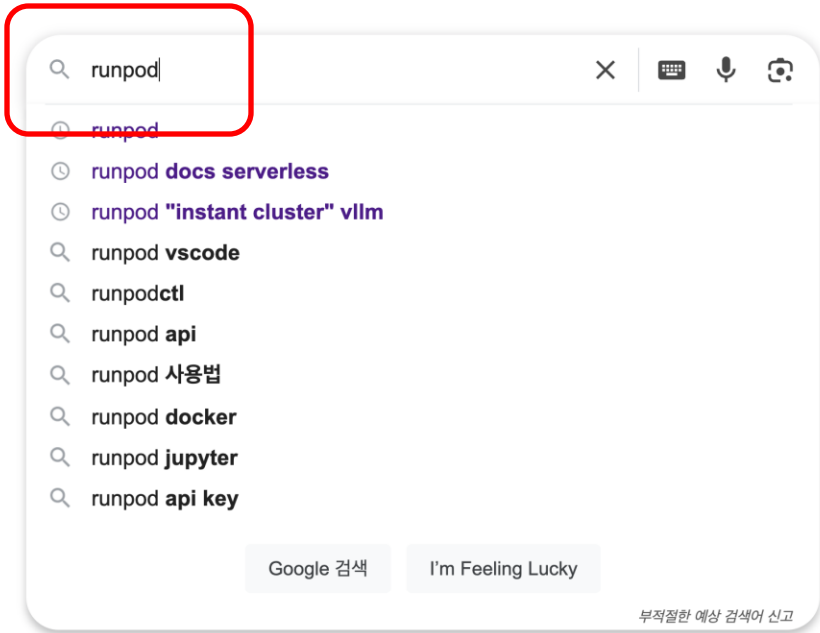 runpod
runpod
runpod docs serverless
runpod "instant cluster" vllm
runpod vscode
runpodctl
runpod api
runpod 사용법
runpod docker
runpod jupyter
runpod api key
Google 검색 I'm Feeling Lucky
부적절한 예상 검색어 신고